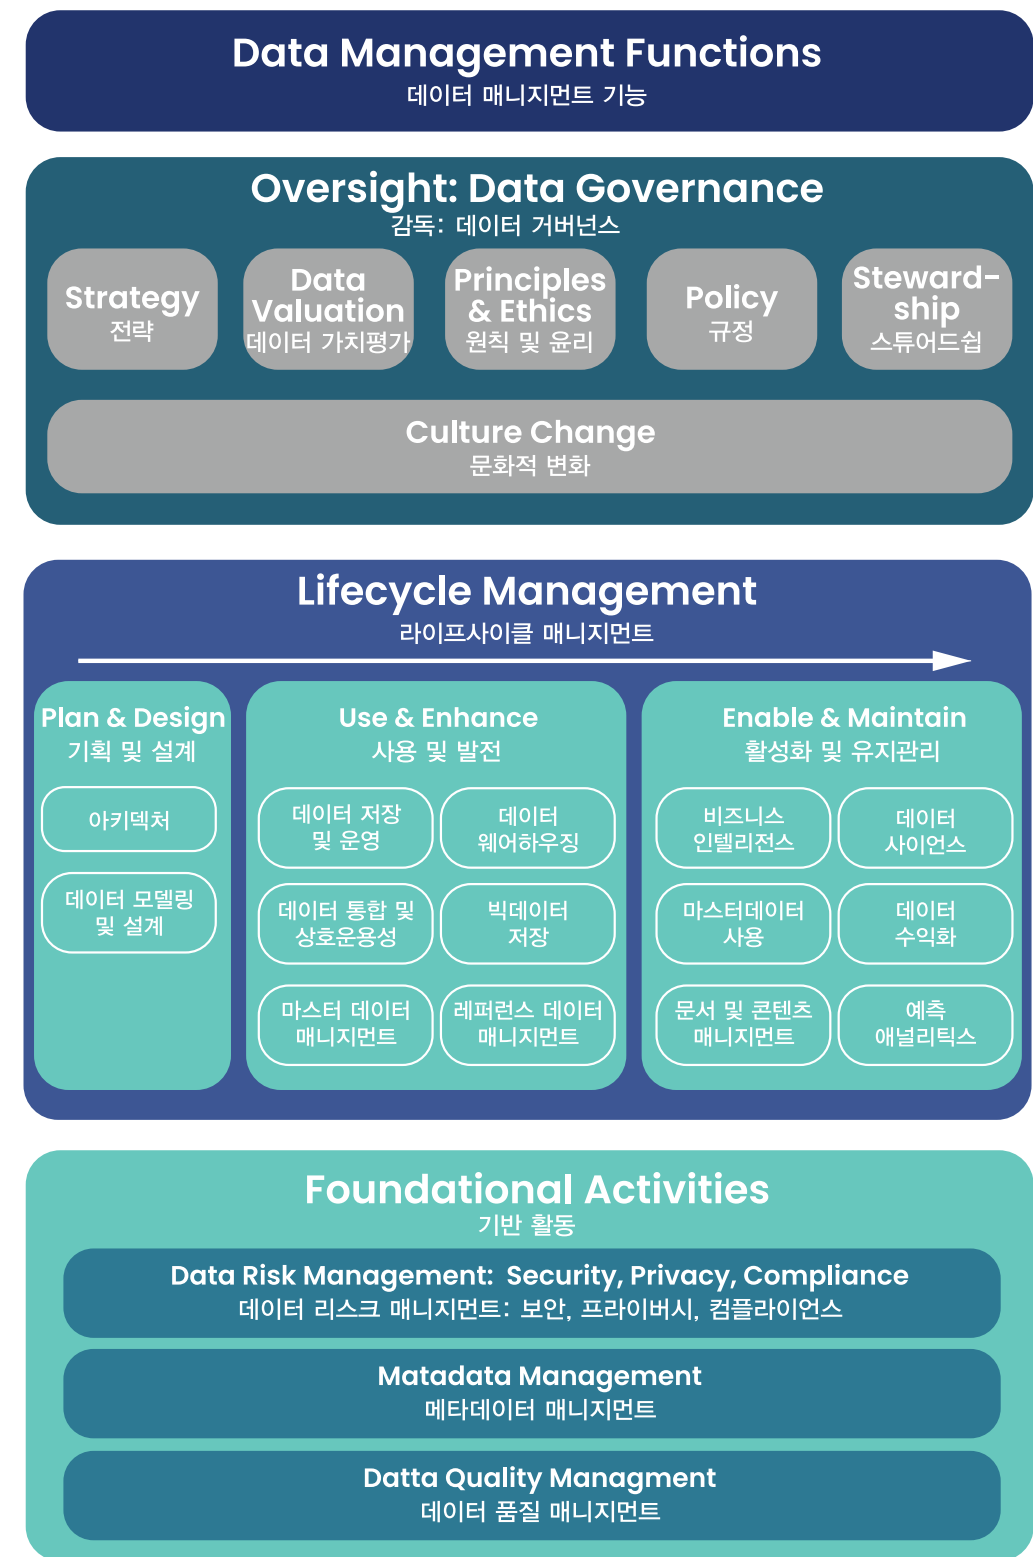 Data Management Functions
데이터 매니지먼트 기능
Oversight: Data Governance
감독: 데이터 거버넌스
Strategy
전략
Data
Valuation
데이터 가치평가
Principles
& Ethics
원칙 및 윤리
Policy
규정
Steward-
ship
스튜어드쉽
Culture Change
문화적 변화
Lifecycle Management
라이프사이클 매니지먼트
Plan & Design
기획 및 설계
아키덱처
데이터 모델링
및 설계
Use & Enhance
사용 및 발전
데이터 저장
및 운영
데이터
웨어하우징
데이터 통합 및
상호운용성
빅데이터
저장
마스터 데이터
매니지먼트
레퍼런스 데이터
매니지먼트
Enable & Maintain
활성화 및 유지관리
비즈니스
인텔리전스
데이터
사이언스
마스터데이터
사용
데이터
수익화
문서 및 콘텐츠
매니지먼트
예측
애널리틱스
Foundational Activities
기반 활동
Data Risk Management: Security, Privacy, Compliance
데이터 리스크 매니지먼트: 보안, 프라이버시, 컴플라이언스
Matadata Management
메타데이터 매니지먼트
Datta Quality Managment
데이터 품질 매니지먼트